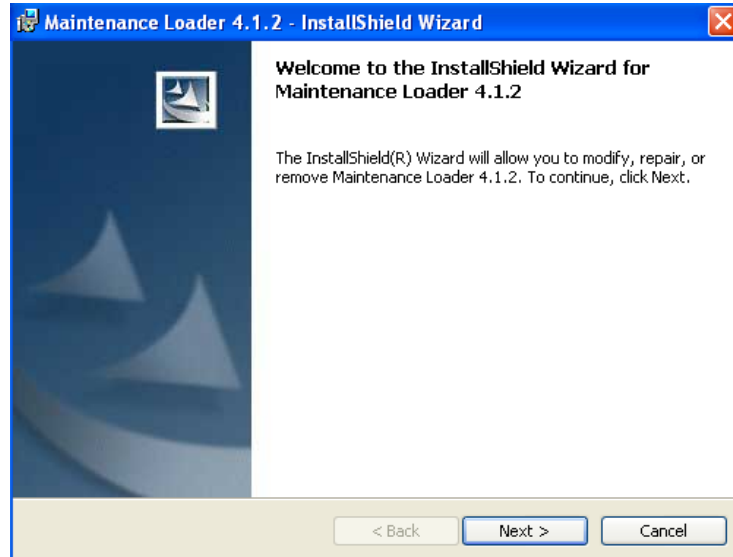 Maintenance Loader 4.1.2 - InstallShield Wizard
Welcome to the InstallShield Wizard for
Maintenance Loader 4.1.2
The InstallShield(R) Wizard will allow you to modify, repair, or
remove Maintenance Loader 4.1.2. To continue, click Next.
< Back
Next >
Cancel